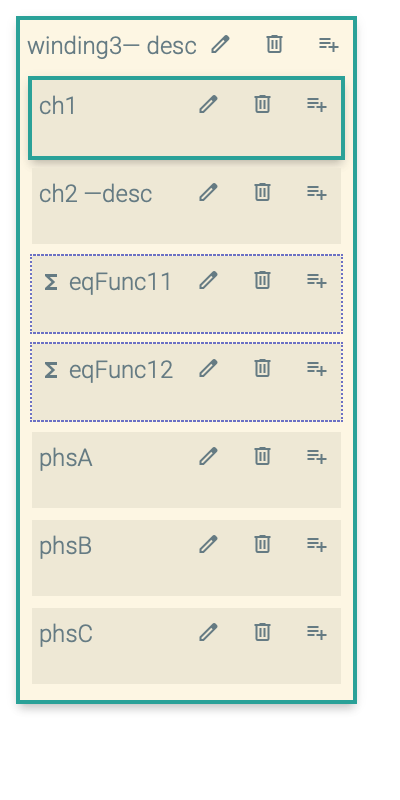 winding3— desc
ch1
ch2 —desc
Σ eqFunc11
Σ eqFunc12
phsA
phsB
phsC